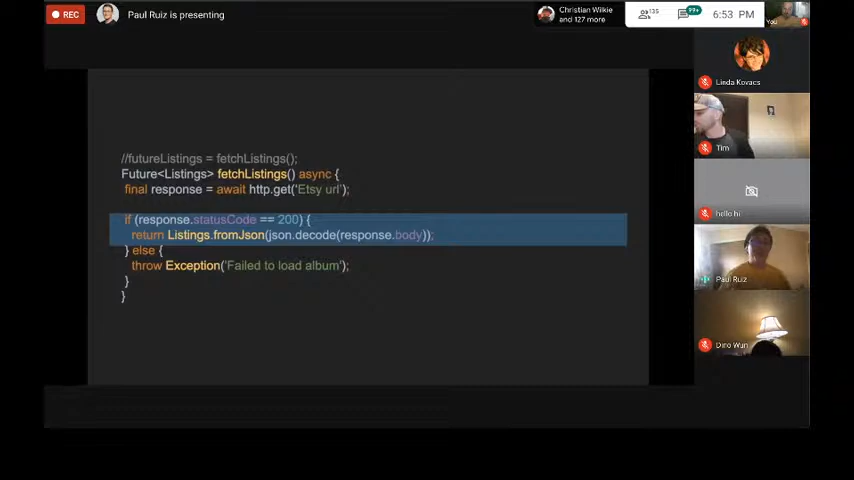 REC
Paul Ruiz is presenting
Christian Wilkie
and 127 more
135
99+
6:53 PM
You
Linda Kovacs
Tim
hello hi
Paul Ruiz
//futureListings = fetchListings();
Future<Listings> fetchListings() async {
final response = await http.get('Etsy url');
if (response.statusCode == 200) {
return Listings.fromJson(json.decode(response.body));
} else {
throw Exception('Failed to load album');
}
}